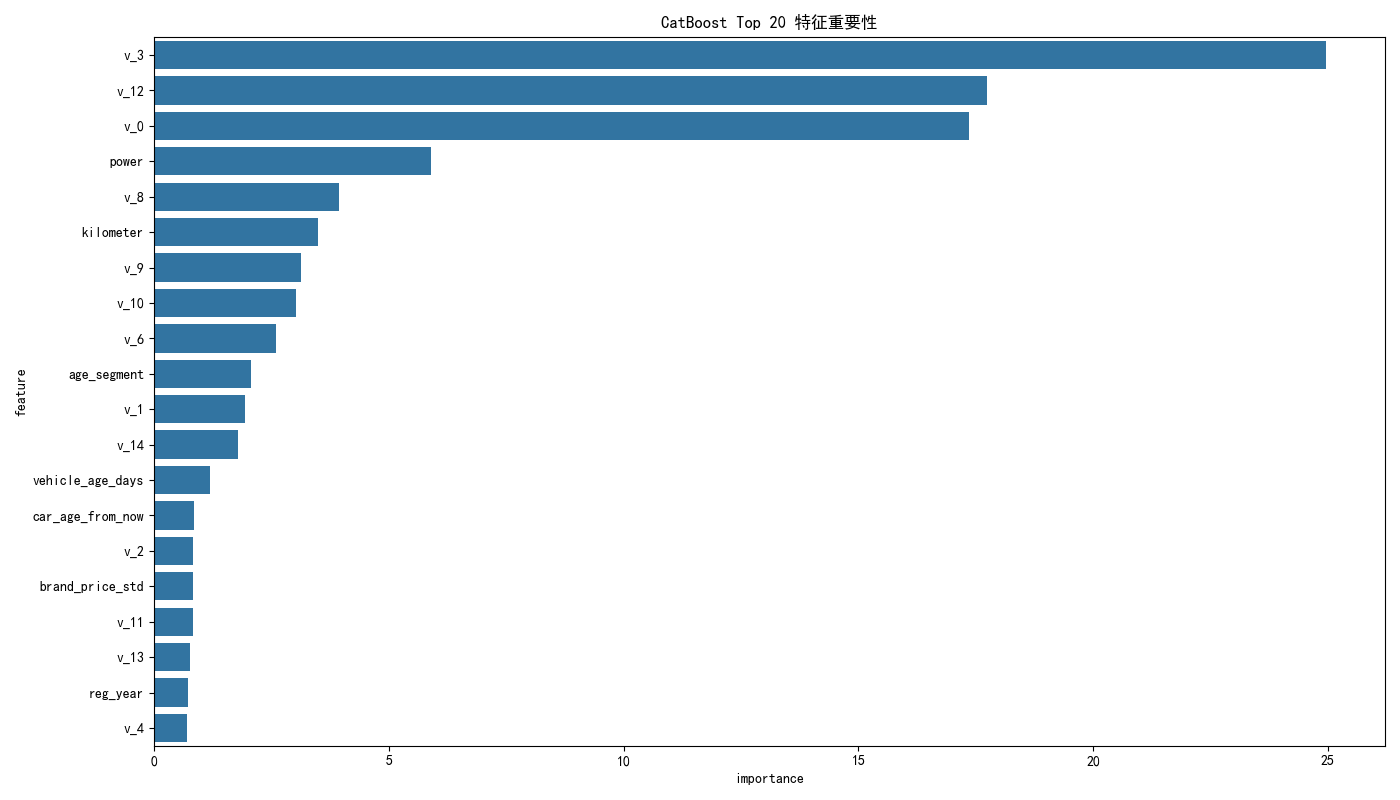 CatBoost Top 20 特征重要性
feature
v_3
v_12
v_0
power
v_8
kilometer
v_9
v_10
v_6
age_segment
v_1
v_14
vehicle_age_days
car_age_from_now
v_2
brand_price_std
v_11
v_13
reg_year
v_4
0 5 10 15 20 25
importance